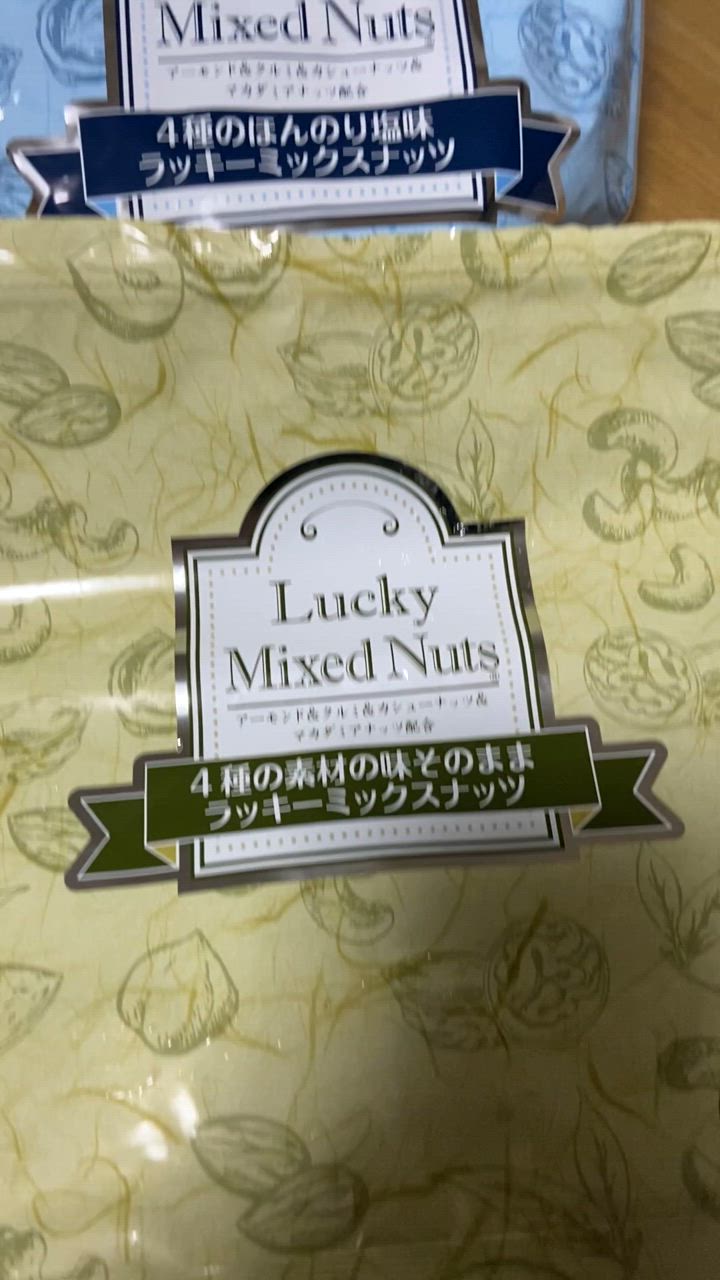 Mixed Nuts
アーモンド&クルミ&カシューナッツ&
マカダミアナッツ配合
4種のほんのり塩味
ラッキーミックスナッツ
Lucky
Mixed Nuts
アーモンド&クルミ&カシューナッツ&
マカダミアナッツ配合
4種の素材の味そのまま
ラッキーミックスナッツ